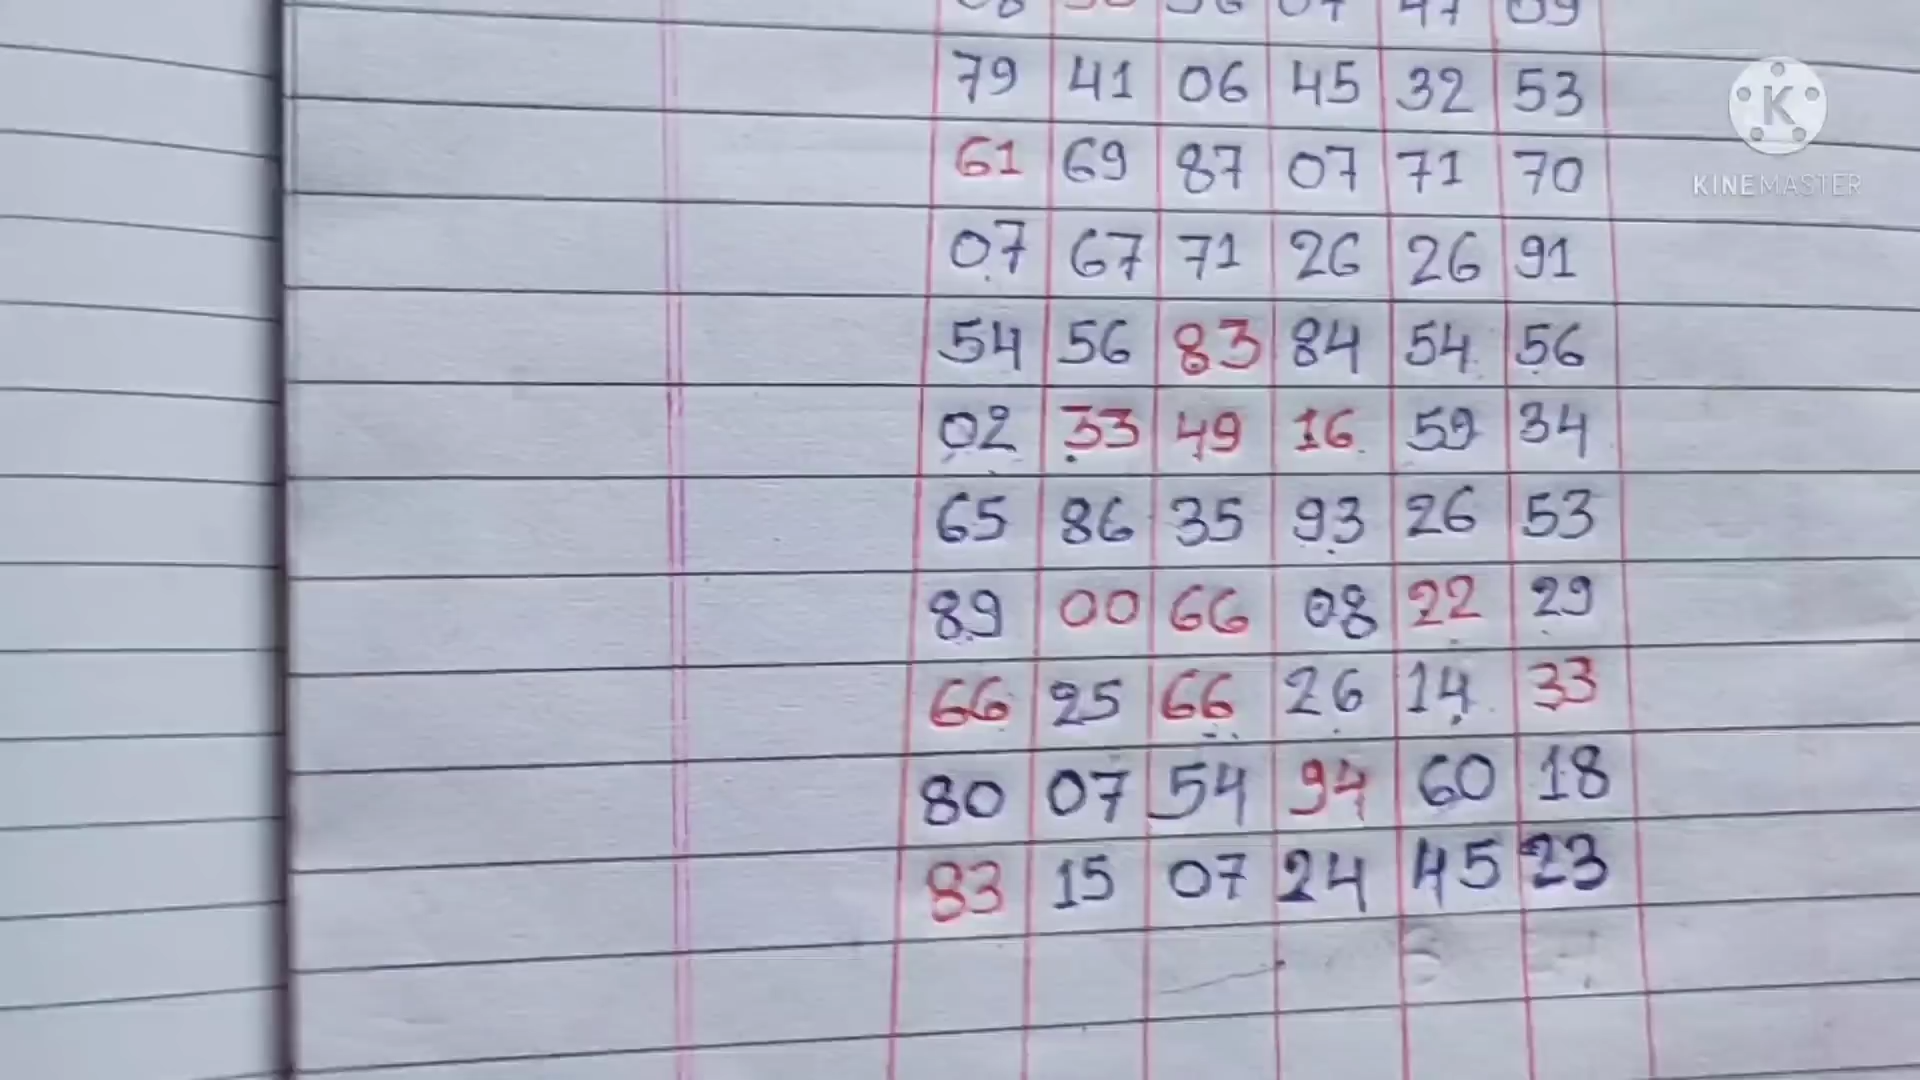 79 41 06 45 32 53
61 69 87 07 71 70
07 67 71 26 26 91
54 56 83 84 54 56
02 33 49 16 59 34
65 86 35 93 26 53
89 00 66 08 22 29
66 25 66 26 14 33
80 07 54 94 60 18
83 15 07 24 45 23
K
KINEMASTER